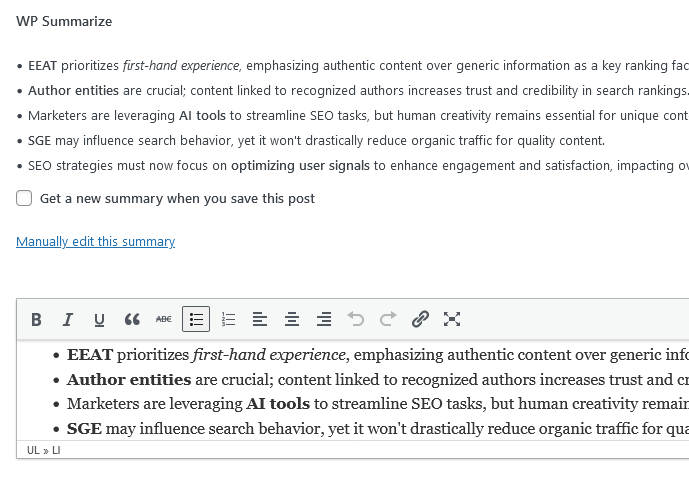 WP Summarize
• EEAT prioritizes first-hand experience, emphasizing authentic content over generic information as a key ranking fac
• Author entities are crucial; content linked to recognized authors increases trust and credibility in search rankings.
• Marketers are leveraging AI tools to streamline SEO tasks, but human creativity remains essential for unique cont
• SGE may influence search behavior, yet it won't drastically reduce organic traffic for quality content.
• SEO strategies must now focus on optimizing user signals to enhance engagement and satisfaction, impacting ov
Get a new summary when you save this post
Manually edit this summary
B I U ABC
• EEAT prioritizes first-hand experience, emphasizing authentic content over generic info
• Author entities are crucial; content linked to recognized authors increases trust and cr
• Marketers are leveraging AI tools to streamline SEO tasks, but human creativity remain
• SGE may influence search behavior, yet it won't drastically reduce organic traffic for qua
UL » LI